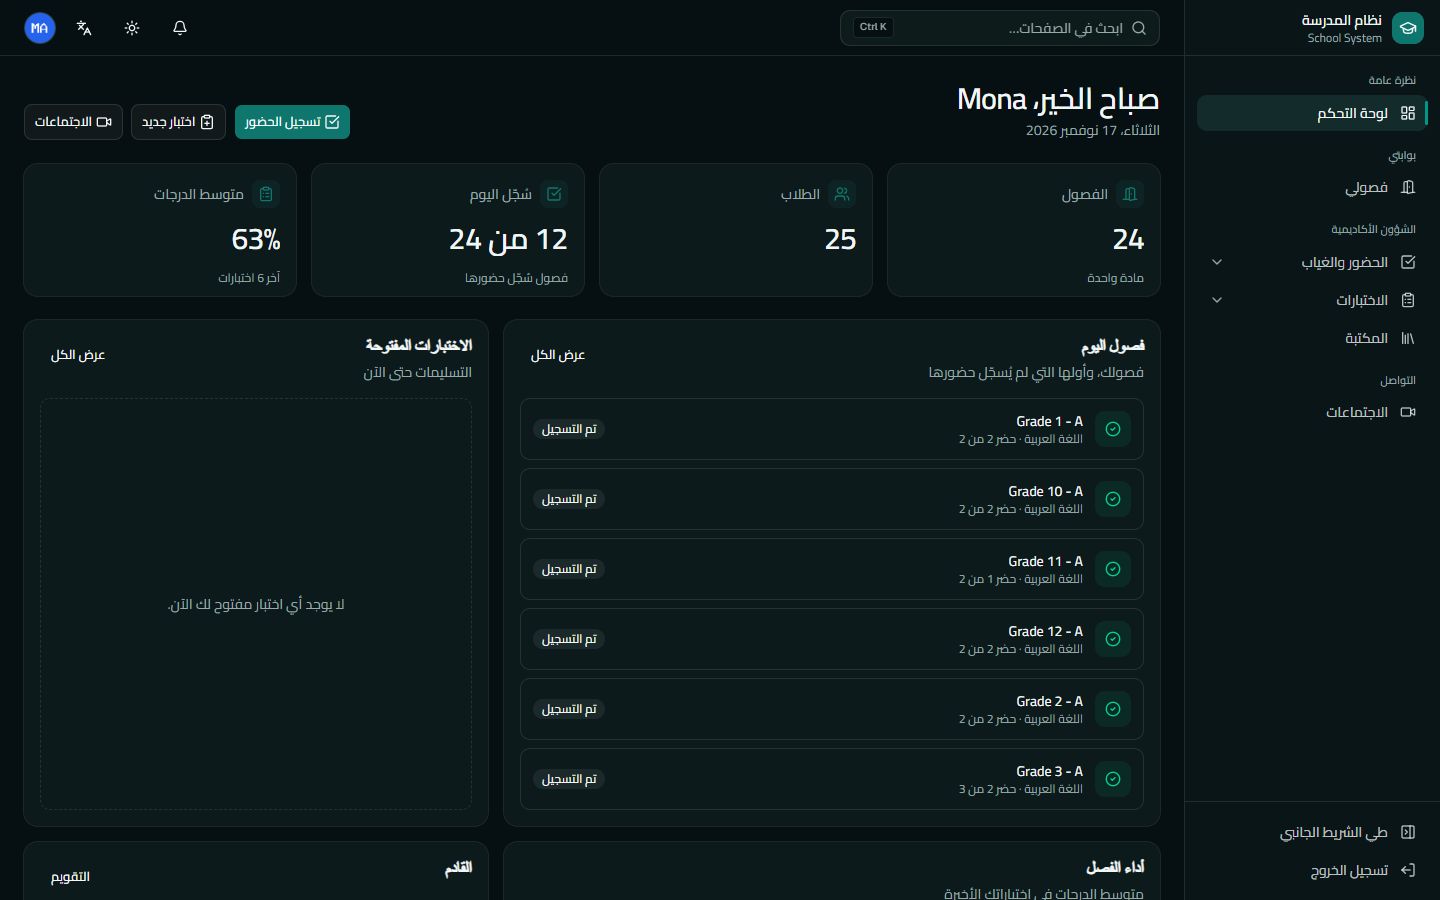 نظام المدرسة
School System
نظرة عامة
لوحة التحكم
بوابتي
فصولي
الشؤون الأكاديمية
الحضور والغياب
الاختبارات
المكتبة
التواصل
الاجتماعات
طي الشريط الجانبي
تسجيل الخروج
ابحث في الصفحات...
Ctrl K
MA
صباح الخير، Mona
الثلاثاء، 17 نوفمبر 2026
تسجيل الحضور
اختبار جديد
الاجتماعات
الفصول
24
مادة واحدة
الطلاب
25
سُجّل اليوم
12 من 24
فصول سُجّل حضورها
متوسط الدرجات
63%
آخر 6 اختبارات
فصول اليوم
عرض الكل
فصولك، وأولها التي لم يُسجّل حضورها
Grade 1 - A
اللغة العربية · حضر 2 من 2
تم التسجيل
Grade 10 - A
اللغة العربية · حضر 2 من 2
تم التسجيل
Grade 11 - A
اللغة العربية · حضر 1 من 2
تم التسجيل
Grade 12 - A
اللغة العربية · حضر 2 من 2
تم التسجيل
Grade 2 - A
اللغة العربية · حضر 2 من 2
تم التسجيل
Grade 3 - A
اللغة العربية · حضر 2 من 3
تم التسجيل
الاختبارات المفتوحة
عرض الكل
التسليمات حتى الآن
لا يوجد أي اختبار مفتوح لك الآن.
أداء الفصل
متوسط الدرجات في اختباراتك الأخيرة
القادم
التقويم